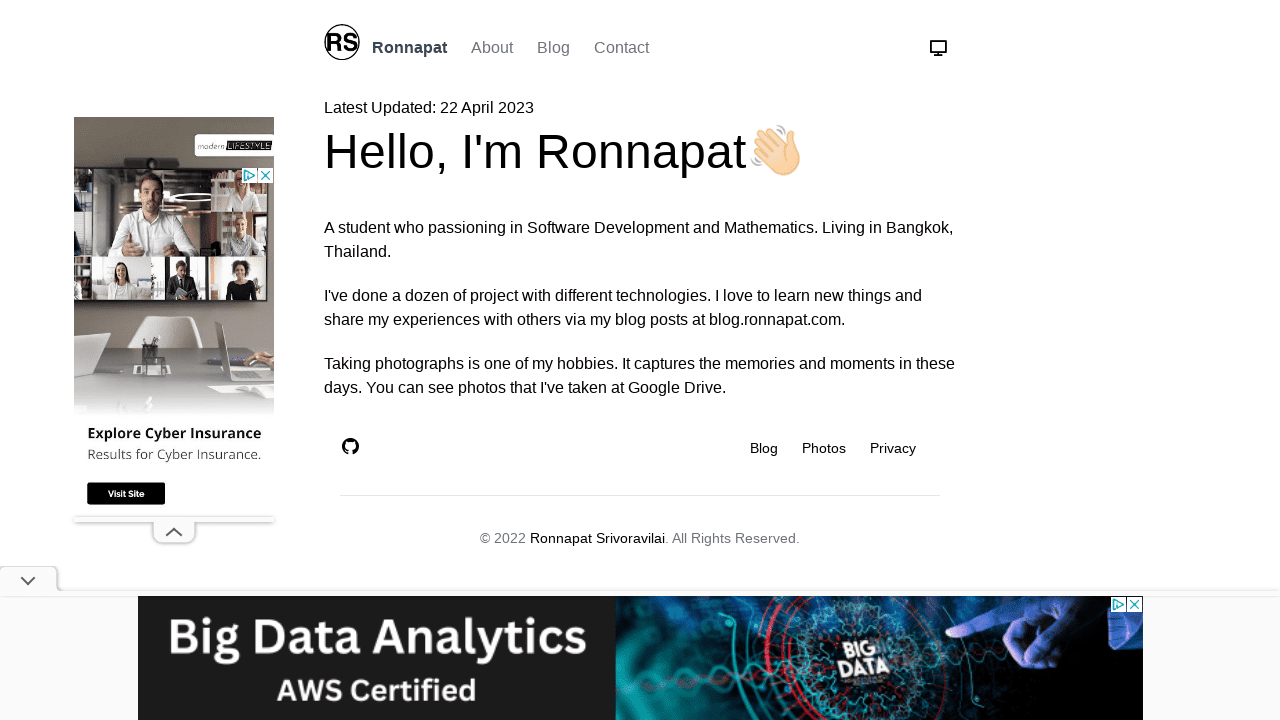 RS
Ronnapat
About
Blog
Contact
Latest Updated: 22 April 2023
Hello, I'm Ronnapat
A student who passioning in Software Development and Mathematics. Living in Bangkok,
Thailand.
I've done a dozen of project with different technologies. I love to learn new things and
share my experiences with others via my blog posts at blog.ronnapat.com.
Taking photographs is one of my hobbies. It captures the memories and moments in these
days. You can see photos that I've taken at Google Drive.
Blog
Photos
Privacy
© 2022 Ronnapat Srivoravilai. All Rights Reserved.
modern LIFESTYLE
Explore Cyber Insurance
Results for Cyber Insurance.
Visit Site
Big Data Analytics
AWS Certified
BIG
DATA